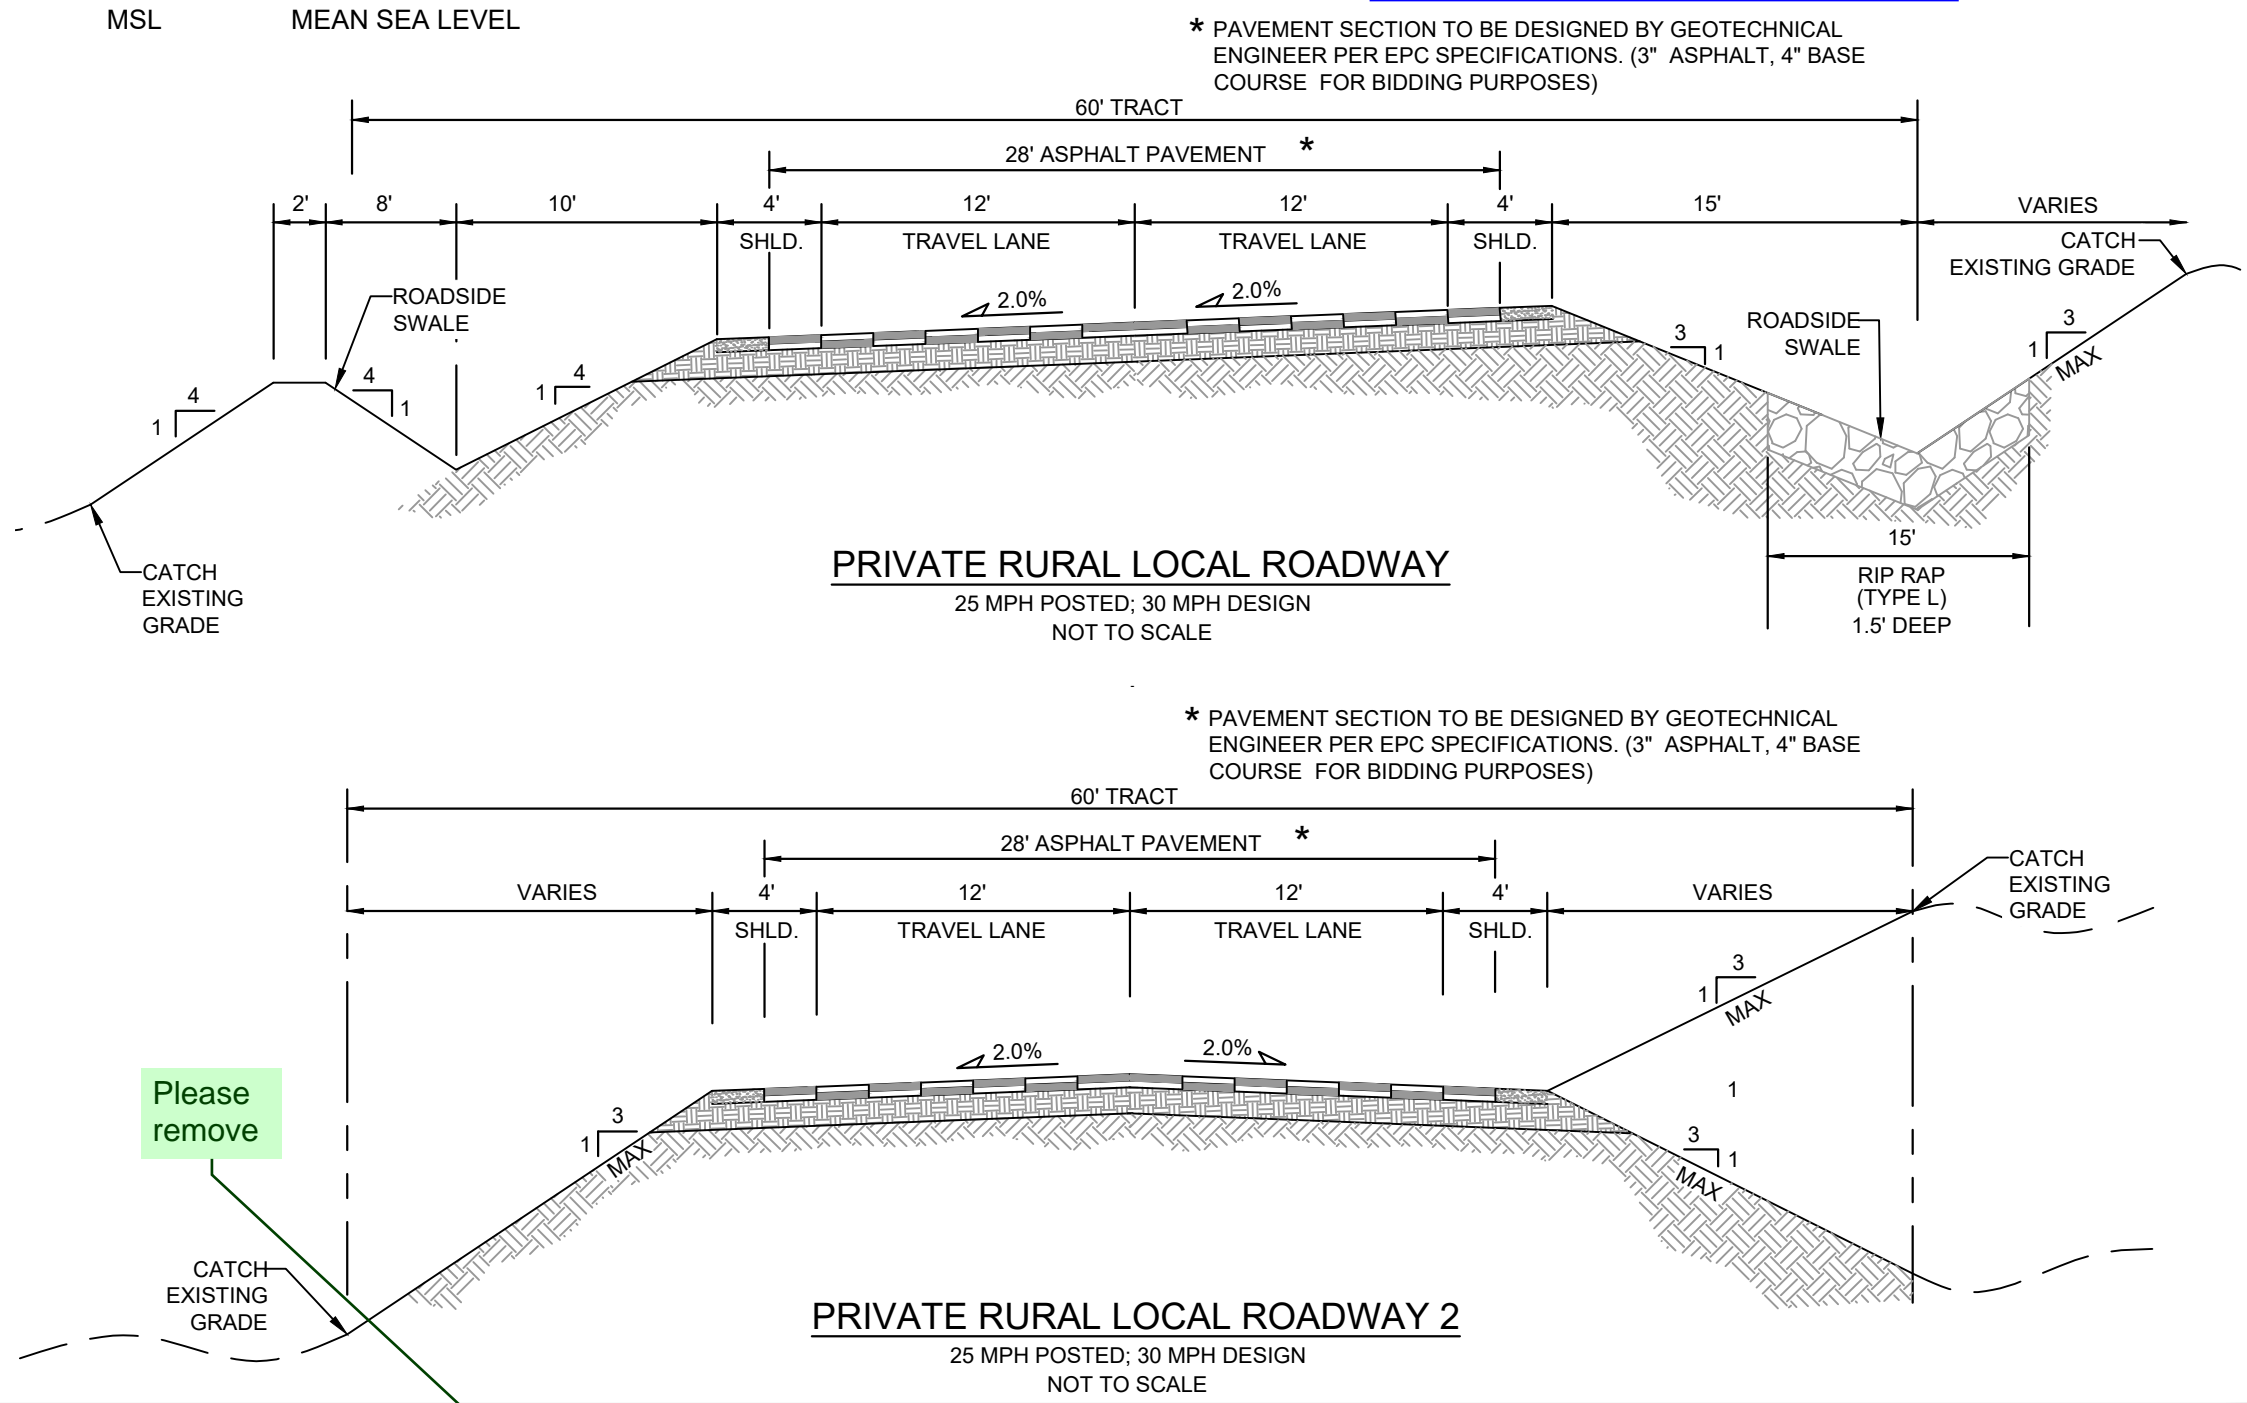 MSL MEAN SEA LEVEL
* PAVEMENT SECTION TO BE DESIGNED BY GEOTECHNICAL
ENGINEER PER EPC SPECIFICATIONS. (3" ASPHALT, 4" BASE
COURSE FOR BIDDING PURPOSES)
60' TRACT
28' ASPHALT PAVEMENT *
2' 8' 10' 4' 12' 12' 4' 15' VARIES
SHLD. TRAVEL LANE TRAVEL LANE SHLD.
CATCH
EXISTING GRADE
ROADSIDE
SWALE
2.0% 2.0%
ROADSIDE
SWALE
3
1
3
1
MAX
4
1
4
1
4
1
CATCH
EXISTING
GRADE
15'
RIP RAP
(TYPE L)
1.5' DEEP
PRIVATE RURAL LOCAL ROADWAY
25 MPH POSTED; 30 MPH DESIGN
NOT TO SCALE
* PAVEMENT SECTION TO BE DESIGNED BY GEOTECHNICAL
ENGINEER PER EPC SPECIFICATIONS. (3" ASPHALT, 4" BASE
COURSE FOR BIDDING PURPOSES)
60' TRACT
28' ASPHALT PAVEMENT *
VARIES 4' 12' 12' 4' VARIES
SHLD. TRAVEL LANE TRAVEL LANE SHLD.
CATCH
EXISTING
GRADE
3
1
MAX
2.0% 2.0%
Please
remove
1
3
1
MAX
3
1
MAX
CATCH
EXISTING
GRADE
PRIVATE RURAL LOCAL ROADWAY 2
25 MPH POSTED; 30 MPH DESIGN
NOT TO SCALE